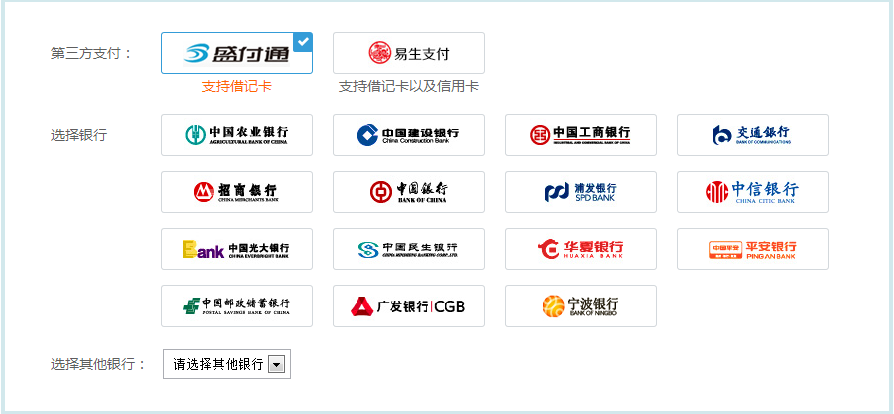 第三方支付：
盛付通
易生支付
支持借记卡
支持借记卡以及信用卡
选择银行
中国农业银行
AGRICULTURAL BANK OF CHINA
中国建设银行
China Construction Bank
中国工商银行
INDUSTRIAL AND COMMERCIAL BANK OF CHINA
交通銀行
BANK OF COMMUNICATIONS
招商银行
CHINA MERCHANTS BANK
中国银行
BANK OF CHINA
浦发银行
SPD BANK
中信银行
CHINA CITIC BANK
Bank
中国光大银行
CHINA EVERBRIGHT BANK
中国民生银行
CHINA MINSHENG BANKING CORP.,LTD.
华夏银行
HUAXIA BANK
中国平安
平安银行
PING AN BANK
中国邮政储蓄银行
POSTAL SAVINGS BANK OF CHINA
广发银行|CGB
宁波银行
BANK OF NINGBO
选择其他银行：
请选择其他银行